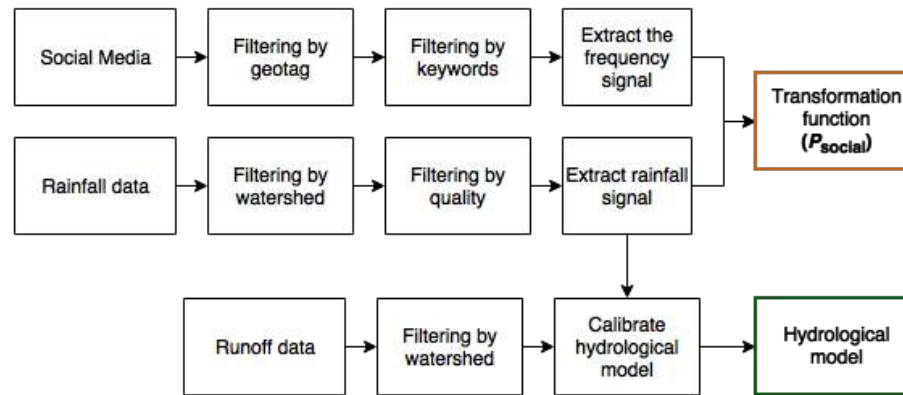 Social Media
Filtering by
geotag
Filtering by
keywords
Extract the
frequency
signal
Transformation
function
(Psocial)
Rainfall data
Filtering by
watershed
Filtering by
quality
Extract rainfall
signal
Runoff data
Filtering by
watershed
Calibrate
hydrological
model
Hydrological
model